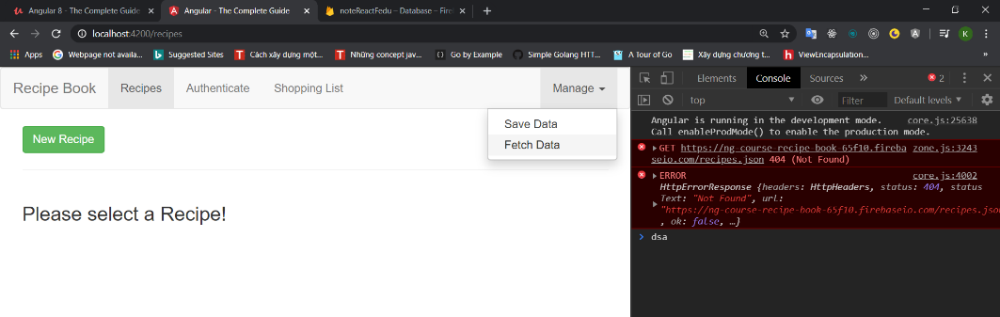 Angular 8 - The Complete Guide
Angular - The Complete Guide
noteReactFedu – Database – Fire
localhost:4200/recipes
K
Apps
Webpage not availa...
Suggested Sites
Cách xây dựng một...
Những concept jav...
Go by Example
Simple Golang HTT...
A Tour of Go
Xây dựng chương t...
ViewEncapsulation...
»
Recipe Book
Recipes
Authenticate
Shopping List
Manage
Save Data
Fetch Data
New Recipe
Please select a Recipe!
Elements
Console
Sources
»
2
top
Filter
Default levels
Angular is running in the development mode. core.js:25638
Call enableProdMode() to enable the production mode.
GET https://ng-course-recipe-book-65f10.fireba zone.js:3243
seio.com/recipes.json 404 (Not Found)
ERROR core.js:4002
HttpErrorResponse {headers: HttpHeaders, status: 404, status
Text: "Not Found", url:
"https://ng-course-recipe-book-65f10.firebaseio.com/recipes.json
, ok: false, …}
dsa